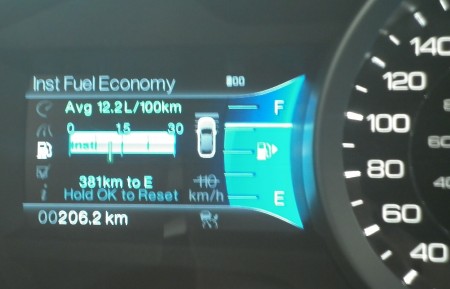 Inst Fuel Economy
Avg 12.2L/100km
0 15 30
Inst
381km to E
Hold OK to Reset
00206.2 km
110
km/h
F
E
140
120
100
80
60
40